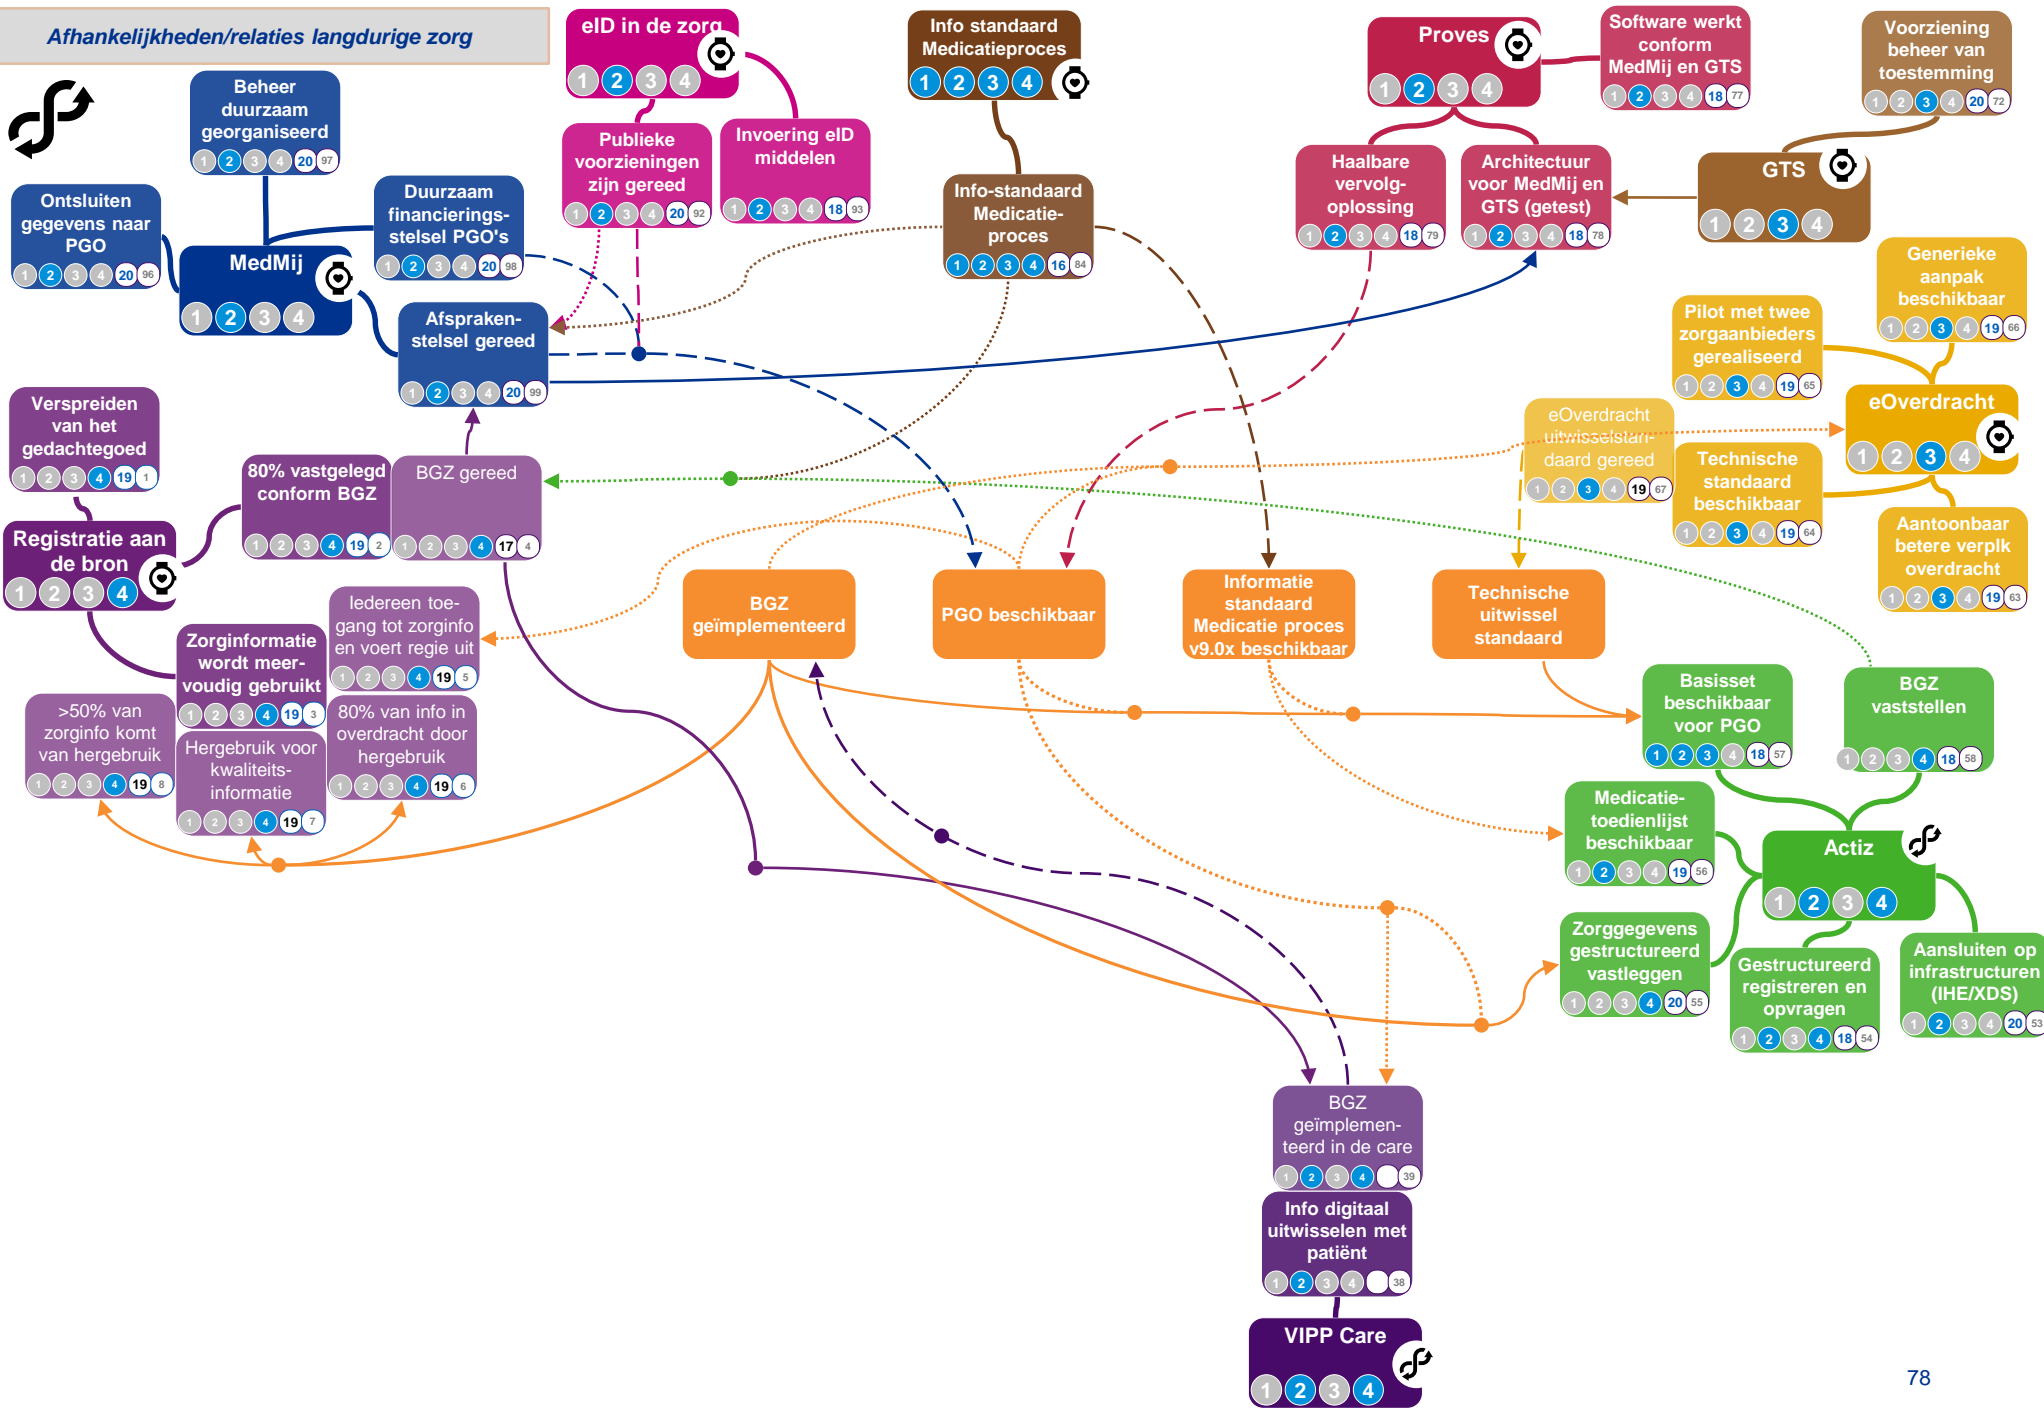 Afhankelijkheden/relaties langdurige zorg
eID in de zorg
1 2 3 4
Info standaard
Medicatieproces
1 2 3 4
Proves
1 2 3 4
Software werkt
conform
MedMij en GTS
1 2 3 4 18 77
Voorziening
beheer van
toestemming
1 2 3 4 20 72
Beheer
duurzaam
georganiseerd
1 2 3 4 20 97
Publieke
voorzieningen
zijn gereed
1 2 3 4 20 92
Invoering eID
middelen
1 2 3 4 18 93
Haalbare
vervolg-
oplossing
1 2 3 4 18 79
Architectuur
voor MedMij en
GTS (getest)
1 2 3 4 18 78
GTS
1 2 3 4
Ontsluiten
gegevens naar
PGO
1 2 3 4 20 96
Duurzaam
financierings-
stelsel PGO's
1 2 3 4 20 98
Info-standaard
Medicatie-
proces
1 2 3 4 16 84
MedMij
1 2 3 4
Generieke
aanpak
beschikbaar
1 2 3 4 19 66
Afspraken-
stelsel gereed
1 2 3 4 20 99
Pilot met twee
zorgaanbieders
gerealiseerd
1 2 3 4 19 65
Verspreiden
van het
gedachtegoed
1 2 3 4 19 1
80% vastgelegd
conform BGZ
1 2 3 4 19 2
BGZ gereed
1 2 3 4 17 4
eOverdracht
uitwisselstan-
daard gereed
1 2 3 4 19 67
eOverdracht
1 2 3 4
Technische
standaard
beschikbaar
1 2 3 4 19 64
Registratie aan
de bron
1 2 3 4
Aantoonbaar
betere verplk
overdracht
1 2 3 4 19 63
Iedereen toe-
gang tot zorginfo
en voert regie uit
1 2 3 4 19 5
BGZ
geïmplementeerd
PGO beschikbaar
Informatie
standaard
Medicatie proces
v9.0x beschikbaar
Technische
uitwissel
standaard
Zorginformatie
wordt meer-
voudig gebruikt
1 2 3 4 19 3
Basisset
beschikbaar
voor PGO
1 2 3 4 18 57
BGZ
vaststellen
1 2 3 4 18 58
>50% van
zorginfo komt
van hergebruik
1 2 3 4 19 8
Hergebruik voor
kwaliteits-
informatie
1 2 3 4 19 7
80% van info in
overdracht door
hergebruik
1 2 3 4 19 6
Medicatie-
toedienlijst
beschikbaar
1 2 3 4 19 56
Actiz
1 2 3 4
Zorggegevens
gestructureerd
vastleggen
1 2 3 4 20 55
Gestructureerd
registreren en
opvragen
1 2 3 4 18 54
Aansluiten op
infrastructuren
(IHE/XDS)
1 2 3 4 20 53
BGZ
geïmplemen-
teerd in de care
1 2 3 4 39
Info digitaal
uitwisselen met
patiënt
1 2 3 4 38
VIPP Care
1 2 3 4
78